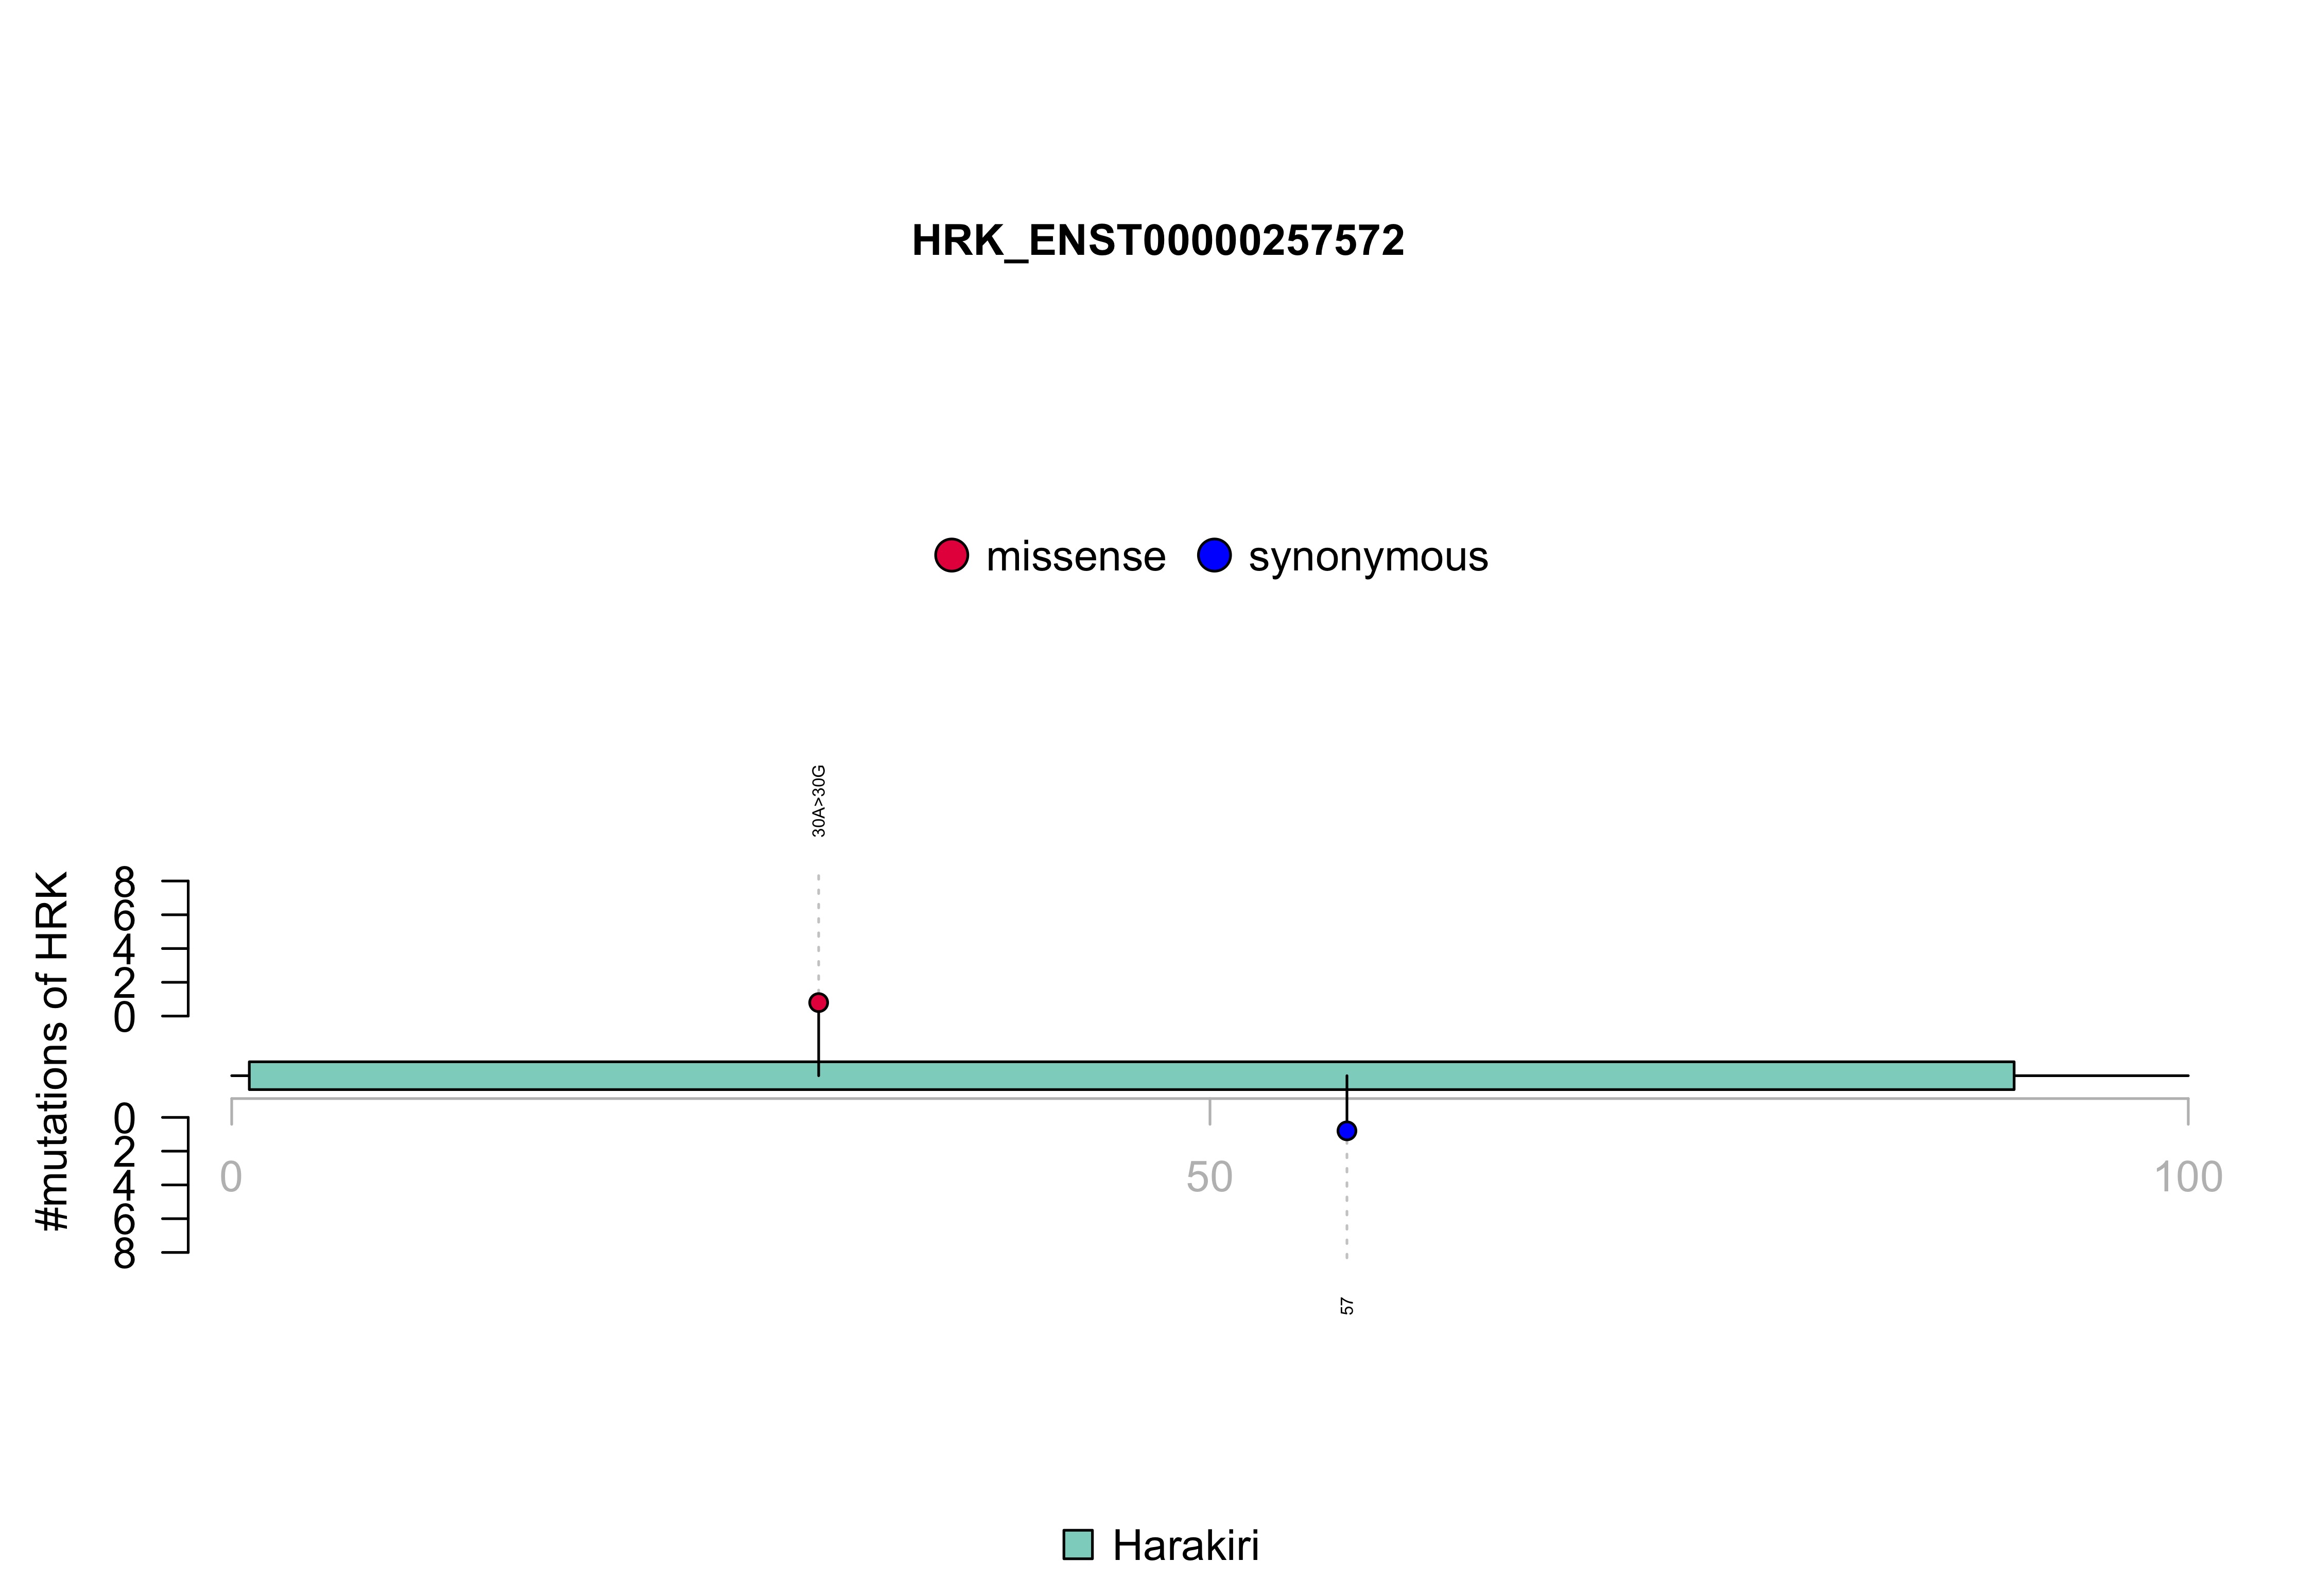 HRK_ENST00000257572
missense synonymous
30A>30G
#mutations of HRK
8
6
4
2
0
0
2
4
6
8
0 50 100
57
Harakiri